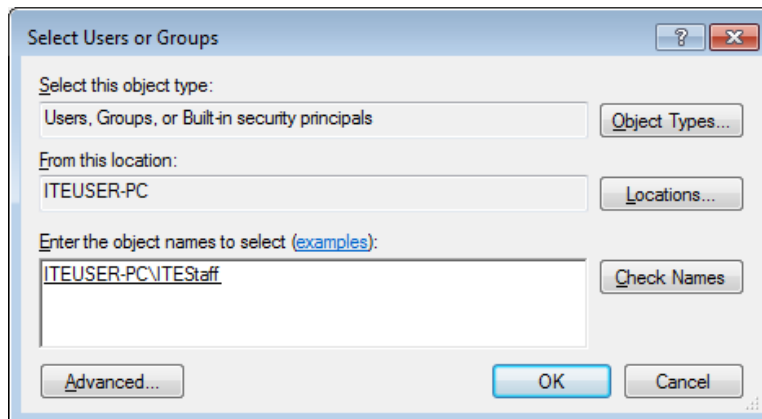 Select Users or Groups
Select this object type:
Users, Groups, or Built-in security principals
Object Types...
From this location:
ITEUSER-PC
Locations...
Enter the object names to select (examples):
ITEUSER-PC\ITEStaff
Check Names
Advanced...
OK
Cancel